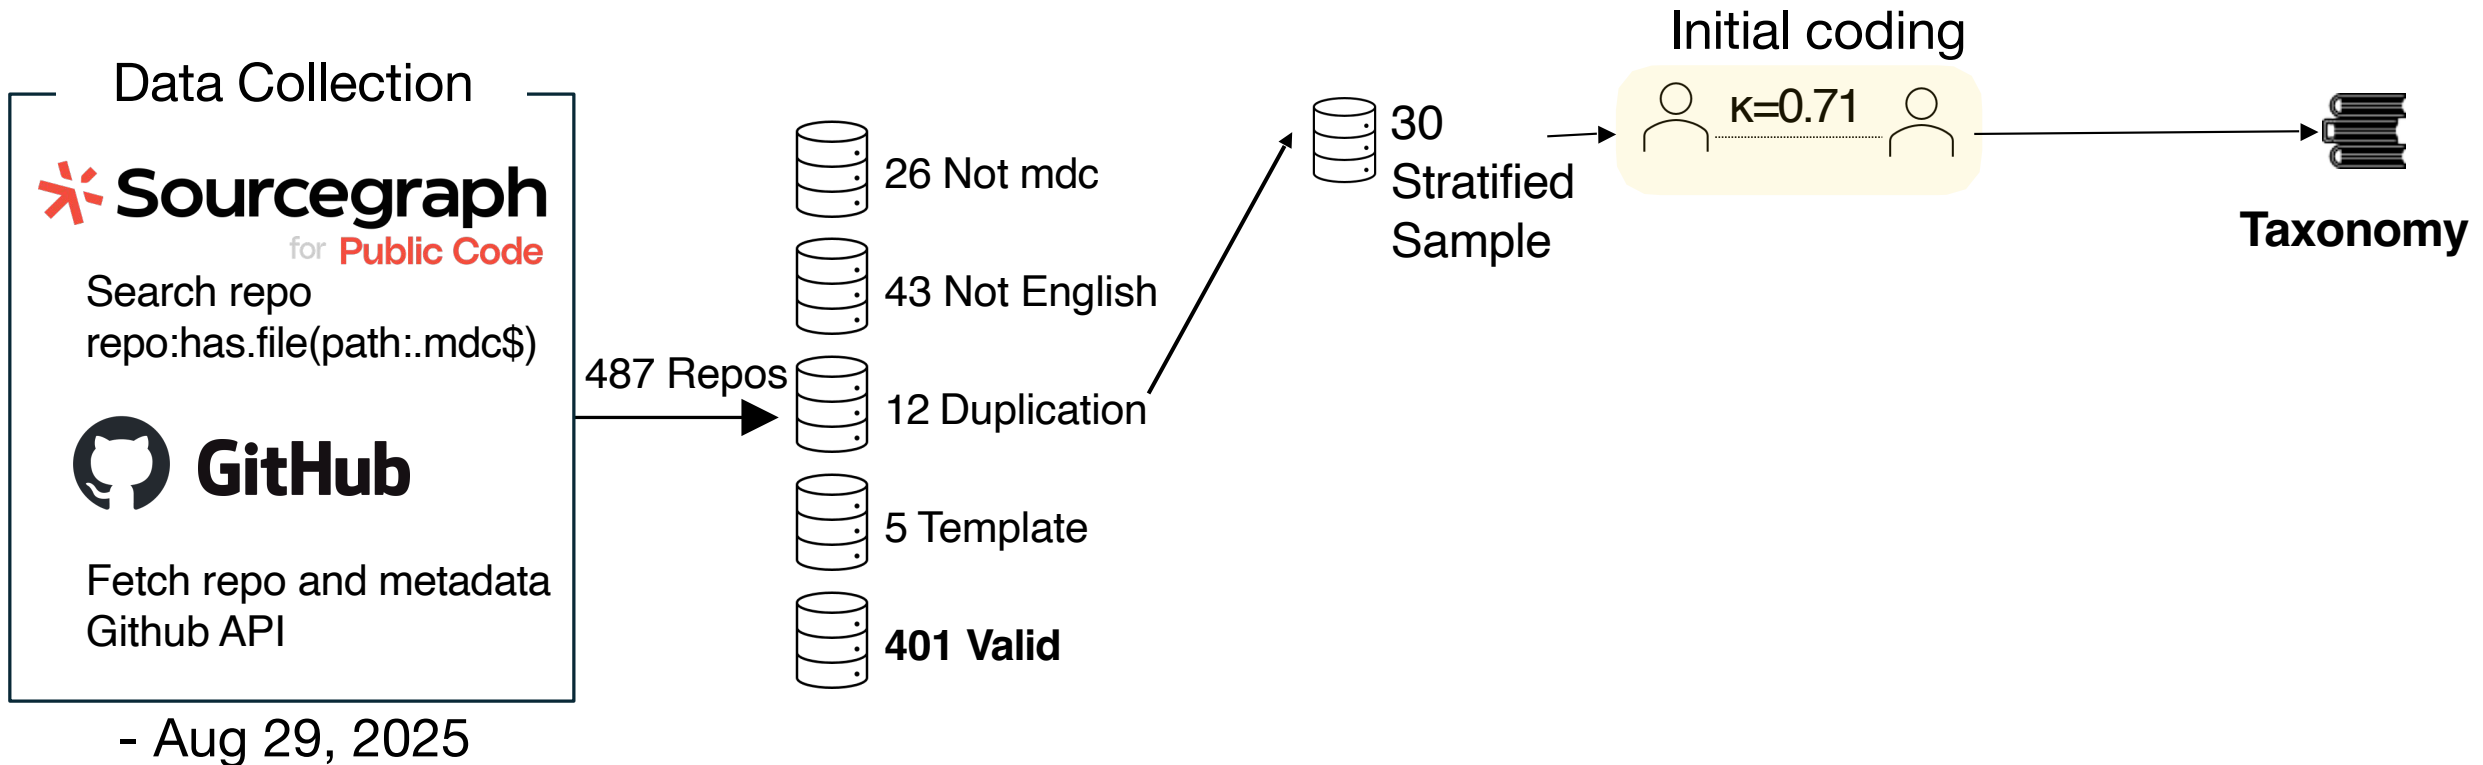 Data Collection
Sourcegraph
for Public Code
Search repo
repo:has.file(path:.mdc$)
GitHub
Fetch repo and metadata
Github API
- Aug 29, 2025
487 Repos
26 Not mdc
43 Not English
12 Duplication
5 Template
401 Valid
30
Stratified
Sample
Initial coding
κ=0.71
Taxonomy